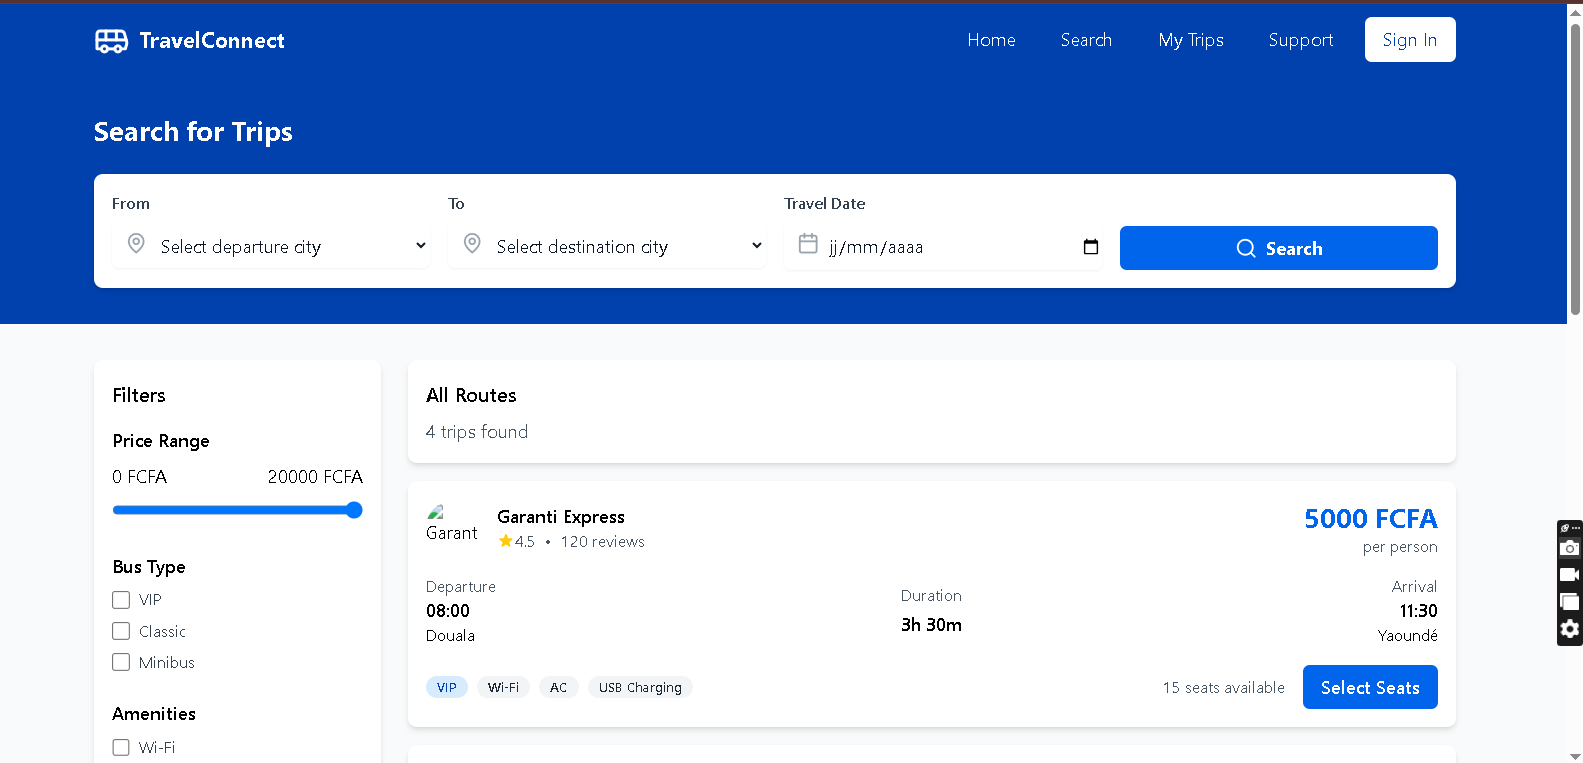 TravelConnect
Home Search My Trips Support Sign In
Search for Trips
From To Travel Date
Select departure city Select destination city jj/mm/aaaa Search
Filters
Price Range
0 FCFA 20000 FCFA
Bus Type
VIP
Classic
Minibus
Amenities
Wi-Fi
All Routes
4 trips found
Garant
Garanti Express
4.5 • 120 reviews
5000 FCFA
per person
Departure
08:00
Douala
Duration
3h 30m
Arrival
11:30
Yaoundé
VIP Wi-Fi AC USB Charging
15 seats available Select Seats